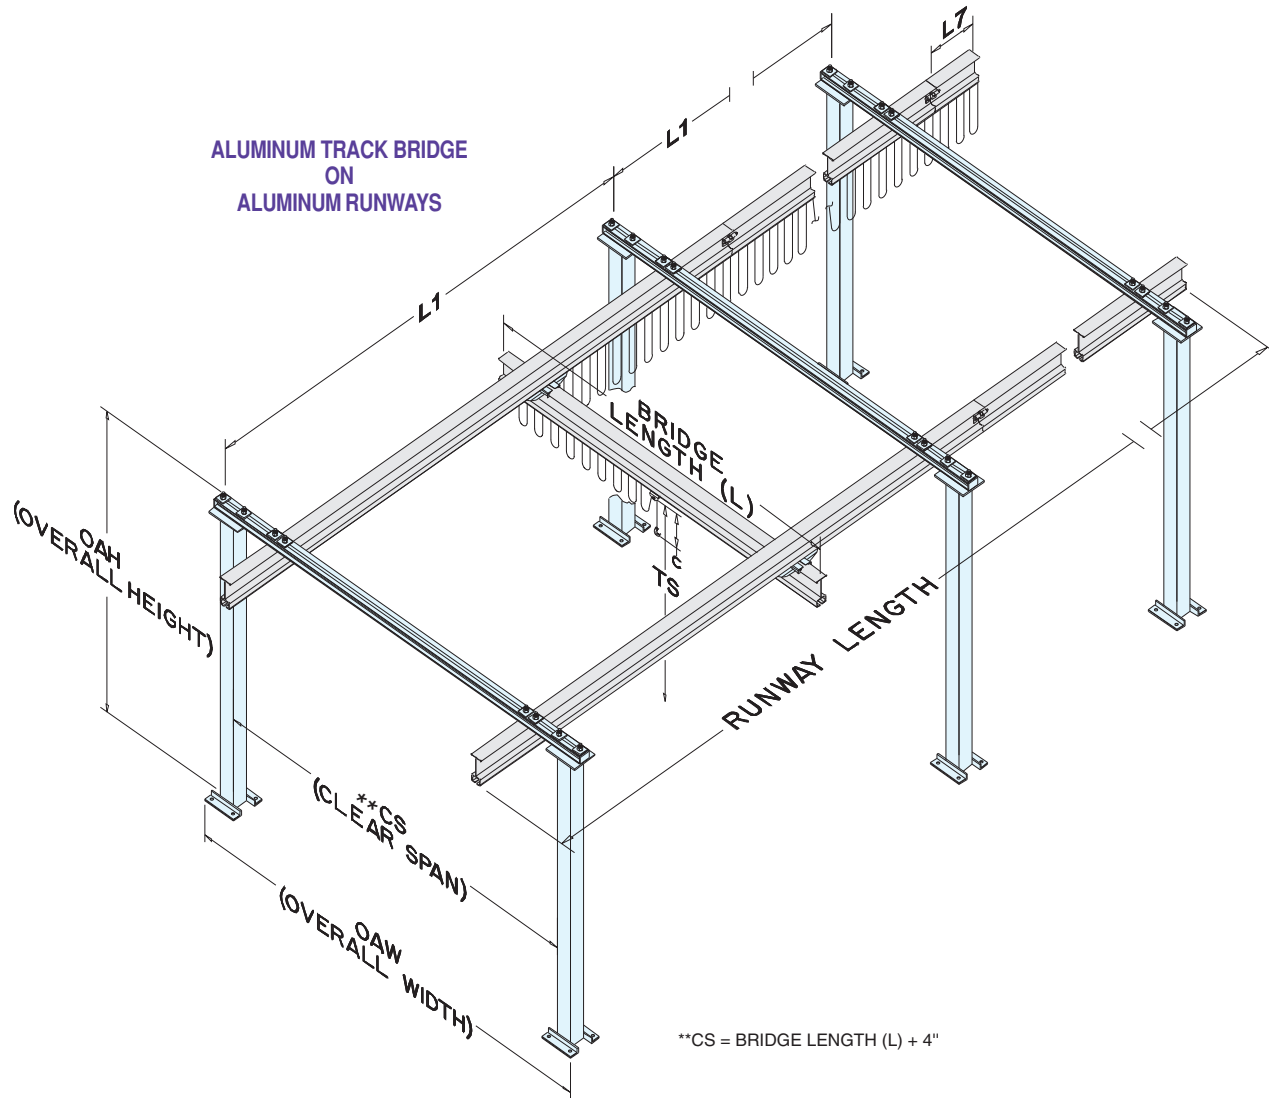 L7
L1
ALUMINUM TRACK BRIDGE
ON
ALUMINUM RUNWAYS
L1
BRIDGE
LENGTH (L)
OAH
(OVERALL HEIGHT)
C
TS
RUNWAY LENGTH
**CS
(CLEAR SPAN)
OAW
(OVERALL WIDTH)
**CS = BRIDGE LENGTH (L) + 4"